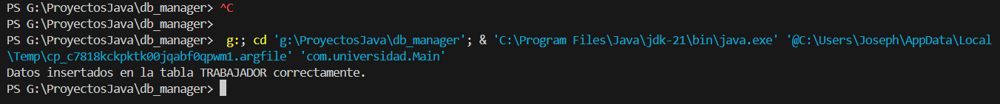 PS G:\ProyectosJava\db_manager> ^C
PS G:\ProyectosJava\db_manager>
PS G:\ProyectosJava\db_manager>  g:; cd 'g:\ProyectosJava\db_manager'; & 'C:\Program Files\Java\jdk-21\bin\java.exe' '@C:\Users\Joseph\AppData\Local
\Temp\cp_c7818kckpktk00jqabf0qpwm1.argfile' 'com.universidad.Main'
Datos insertados en la tabla TRABAJADOR correctamente.
PS G:\ProyectosJava\db_manager>